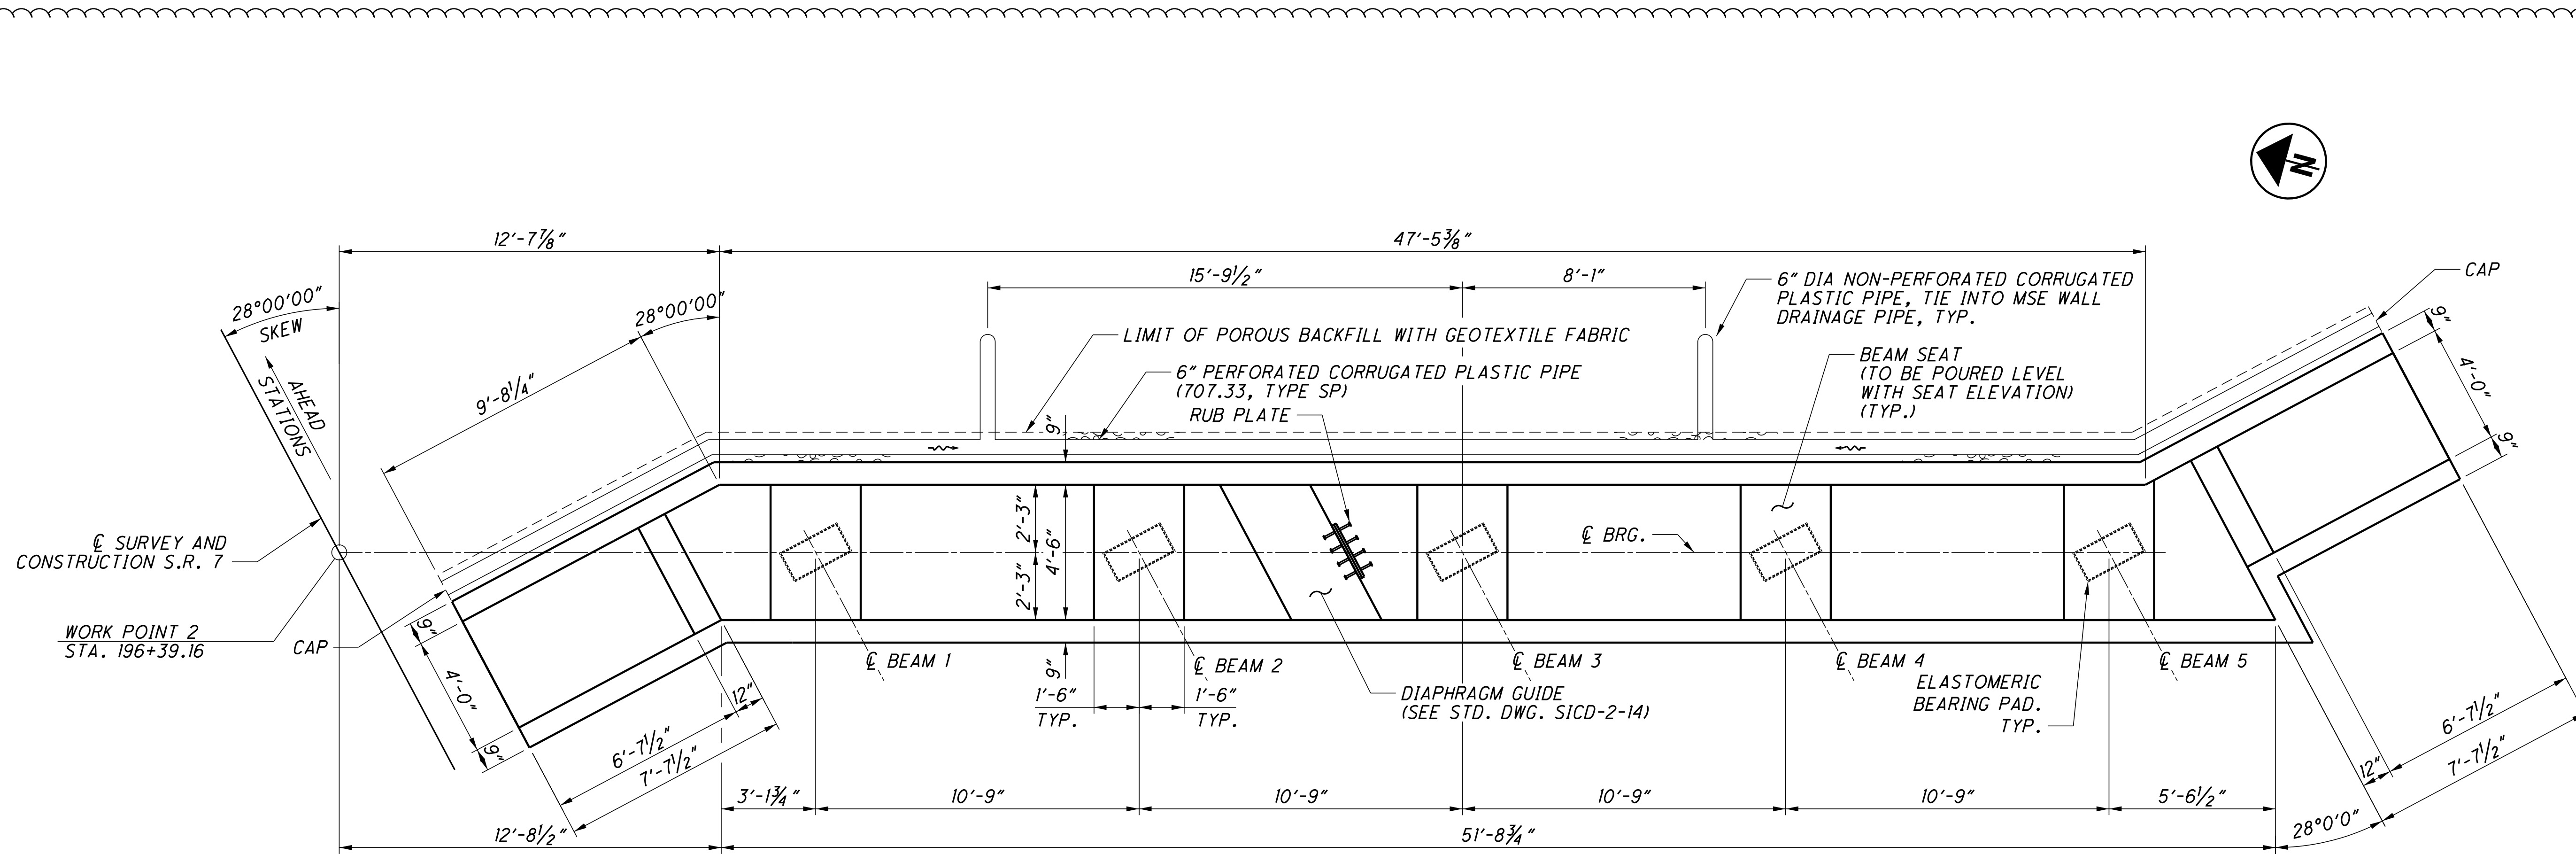 N
12'-7⅞"
47'-5⅜"
15'-9½"
8'-1"
28°00'00"
SKEW
28°00'00"
AHEAD
STATIONS
9'-8¼"
6" DIA NON-PERFORATED CORRUGATED
PLASTIC PIPE, TIE INTO MSE WALL
DRAINAGE PIPE, TYP.
CAP
LIMIT OF POROUS BACKFILL WITH GEOTEXTILE FABRIC
6" PERFORATED CORRUGATED PLASTIC PIPE
(707.33, TYPE SP)
RUB PLATE
BEAM SEAT
(TO BE POURED LEVEL
WITH SEAT ELEVATION)
(TYP.)
9"
4'-0"
9"
9"
2'-3"
2'-3"
4'-6"
9"
℄ BRG.
℄ SURVEY AND
CONSTRUCTION S.R. 7
WORK POINT 2
STA. 196+39.16
CAP
9"
4'-0"
9"
℄ BEAM 1
℄ BEAM 2
℄ BEAM 3
℄ BEAM 4
℄ BEAM 5
1'-6"
TYP.
1'-6"
TYP.
DIAPHRAGM GUIDE
(SEE STD. DWG. SICD-2-14)
ELASTOMERIC
BEARING PAD.
TYP.
12"
6'-7½"
7'-7½"
6'-7½"
12"
7'-7½"
3'-1¾"
10'-9"
10'-9"
10'-9"
10'-9"
5'-6½"
12'-8½"
51'-8¾"
28°0'0"